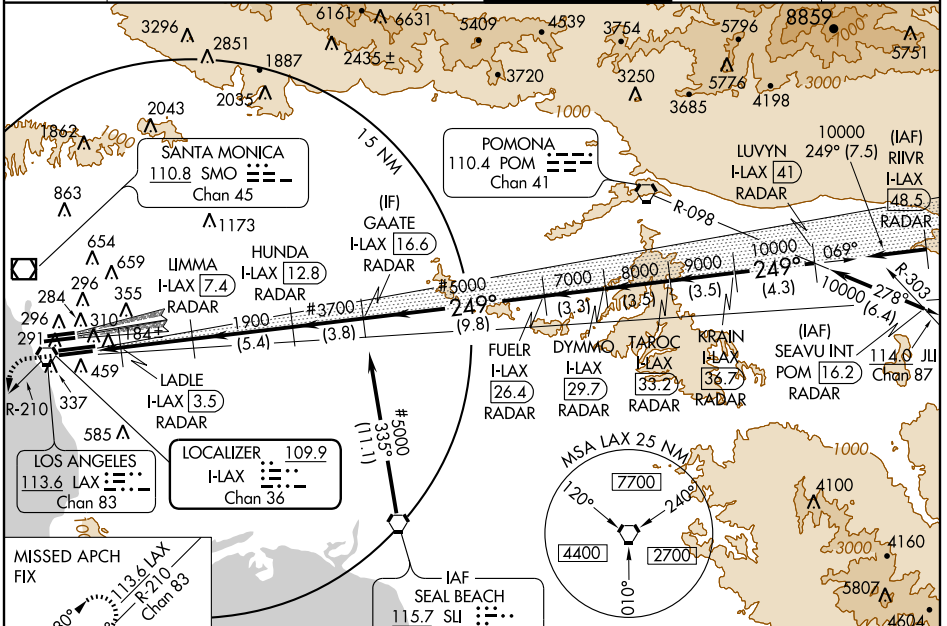 3296
2851
1887
2035
6161
6631
2435 ±
5409
4539
3720
3754
3250
5796
5776
3685
4198
8859
5751
3000
1000
1862
1000
2043
15 NM
SANTA MONICA
110.8 SMO
Chan 45
POMONA
110.4 POM
Chan 41
R-098
LUVYN
I-LAX 41
RADAR
10000
249° (7.5)
(IAF)
RIIVR
I-LAX
48.5
RADAR
863
1173
654
659
296
284
355
296
310
291
184±
459
337
585
LIMMA
I-LAX 7.4
RADAR
HUNDA
I-LAX 12.8
RADAR
(IF)
GAATE
I-LAX 16.6
RADAR
1900
(5.4)
#3700
(3.8)
#5000
249°
(9.8)
7000
(3.3)
8000
(3.5)
9000
(3.5)
10000
249°
(4.3)
069°
R-303
278°
10000
(6.4)
LADLE
I-LAX 3.5
RADAR
FUELR
I-LAX
26.4
RADAR
DYMMO
I-LAX
29.7
RADAR
TAROC
I-LAX
33.2
RADAR
KRAIN
I-LAX
36.7
RADAR
(IAF)
SEAVU INT
POM 16.2
RADAR
114.0 JLI
Chan 87
R-210
LOS ANGELES
113.6 LAX
Chan 83
LOCALIZER 109.9
I-LAX
Chan 36
#5000
335°
(11.1)
IAF
SEAL BEACH
115.7 SLI
MSA LAX 25 NM
120°
7700
240°
4400
2700
010°
1000
4100
3000
4160
5807
4604
MISSED APCH
FIX
113.6 LAX
R-210
Chan 83